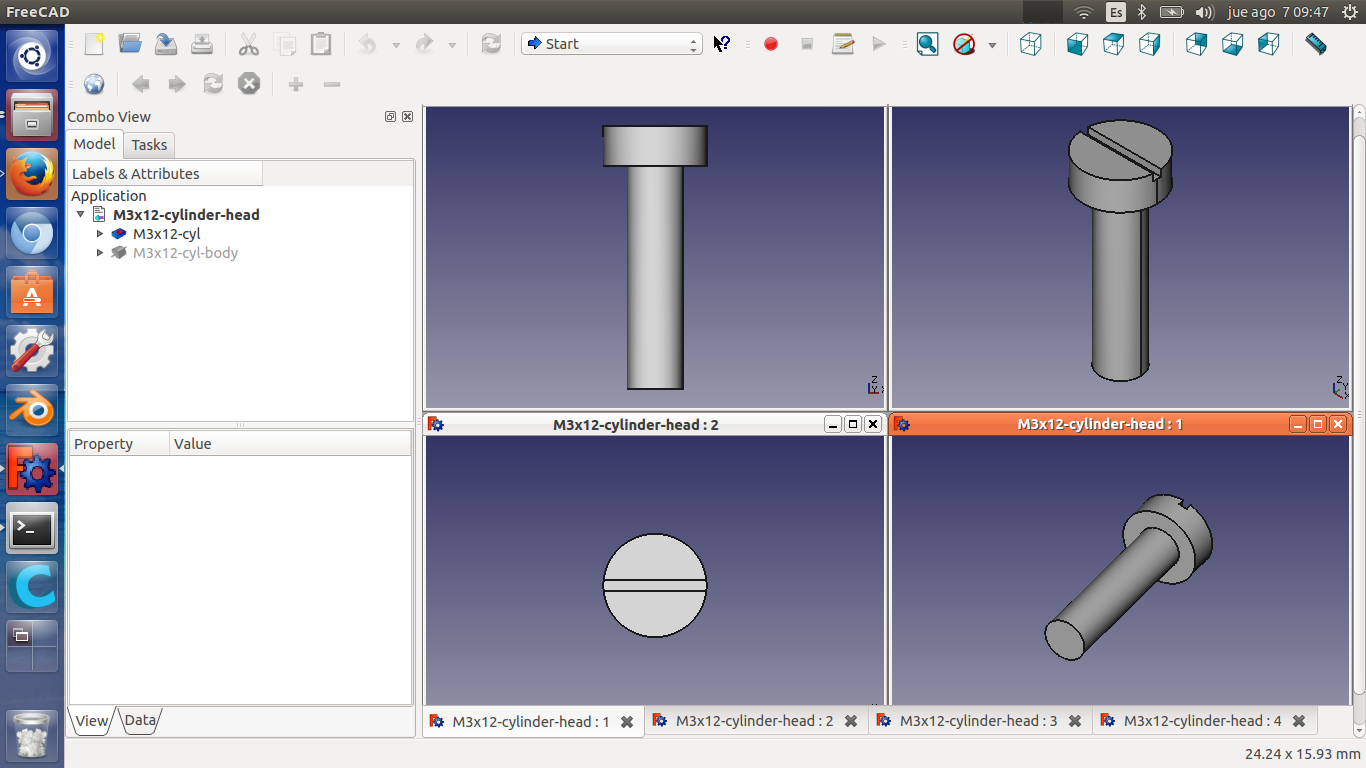 FreeCAD
Es
jue ago 7 09:47
Start
Combo View
Model
Tasks
Labels & Attributes
Application
M3x12-cylinder-head
M3x12-cyl
M3x12-cyl-body
Property
Value
View
Data
Z
X
Z
Y
X
M3x12-cylinder-head : 2
M3x12-cylinder-head : 1
M3x12-cylinder-head : 1
M3x12-cylinder-head : 2
M3x12-cylinder-head : 3
M3x12-cylinder-head : 4
24.24 x 15.93 mm